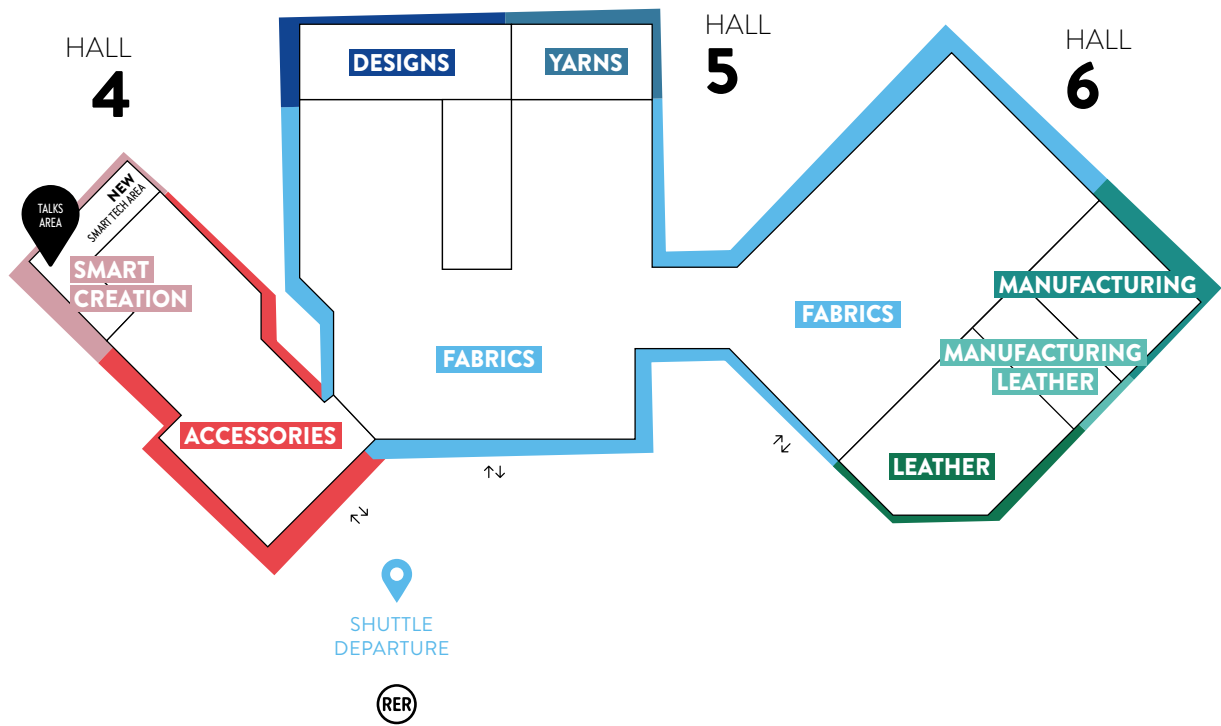 HALL
4
HALL
5
HALL
6
DESIGNS
YARNS
TALKS
AREA
NEW
SMART TECH AREA
SMART
CREATION
ACCESSORIES
FABRICS
FABRICS
MANUFACTURING
MANUFACTURING
LEATHER
LEATHER
SHUTTLE
DEPARTURE
RER